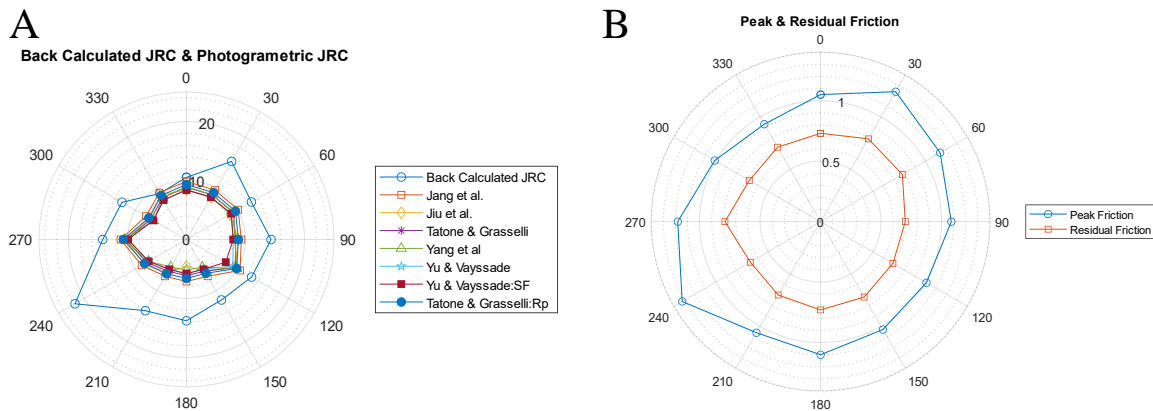 A
Back Calculated JRC & Photogrametric JRC
0
330
30
20
300
60
10
270
0
90
240
120
210
150
180
Back Calculated JRC
Jang et al.
Jiu et al.
Tatone & Grasselli
Yang et al
Yu & Vayssade
Yu & Vayssade:SF
Tatone & Grasselli:Rp
B
Peak & Residual Friction
0
330
30
1
300
60
0.5
270
0
90
240
120
210
150
180
Peak Friction
Residual Friction